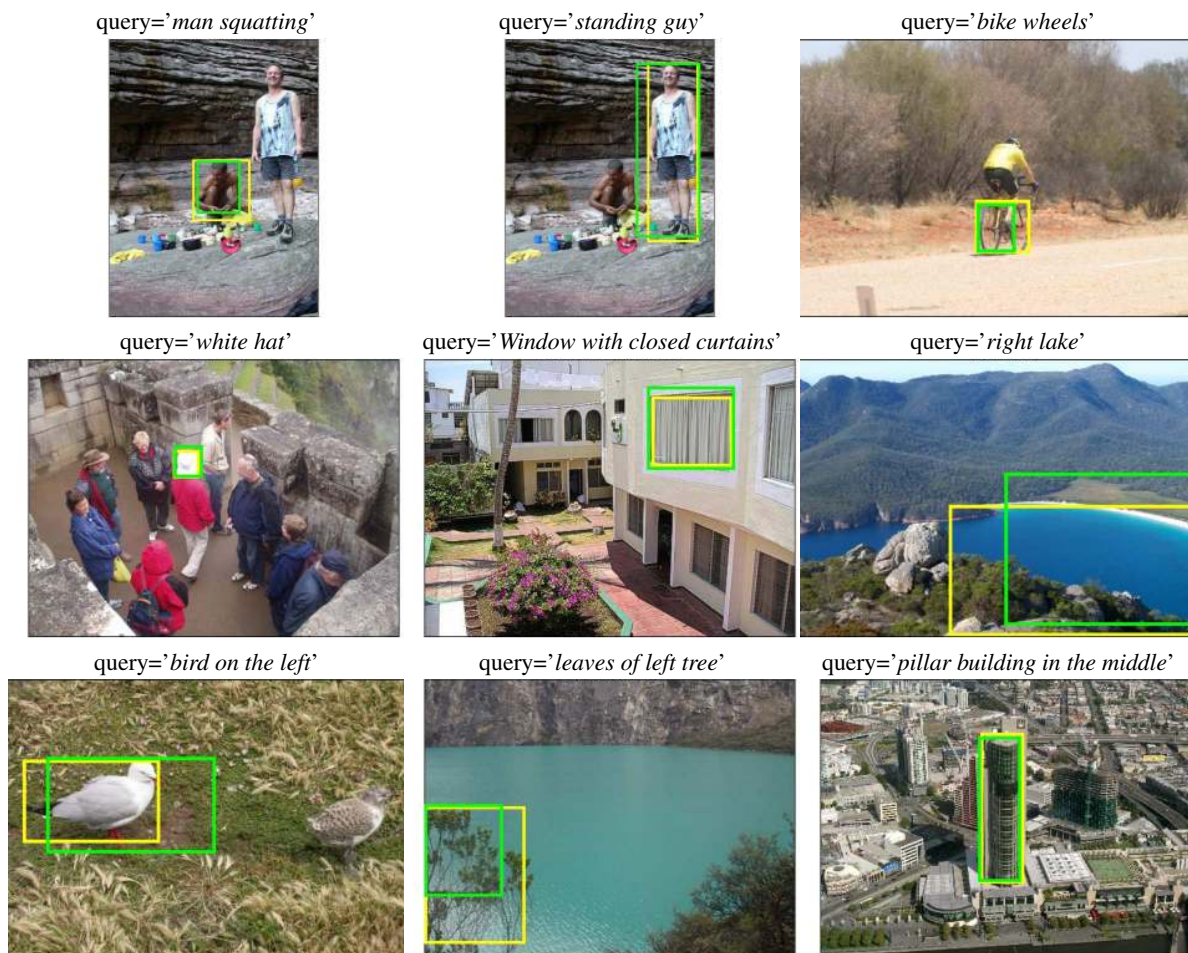 query='man squatting'
query='standing guy'
query='bike wheels'
query='white hat'
query='Window with closed curtains'
query='right lake'
query='bird on the left'
query='leaves of left tree'
query='pillar building in the middle'